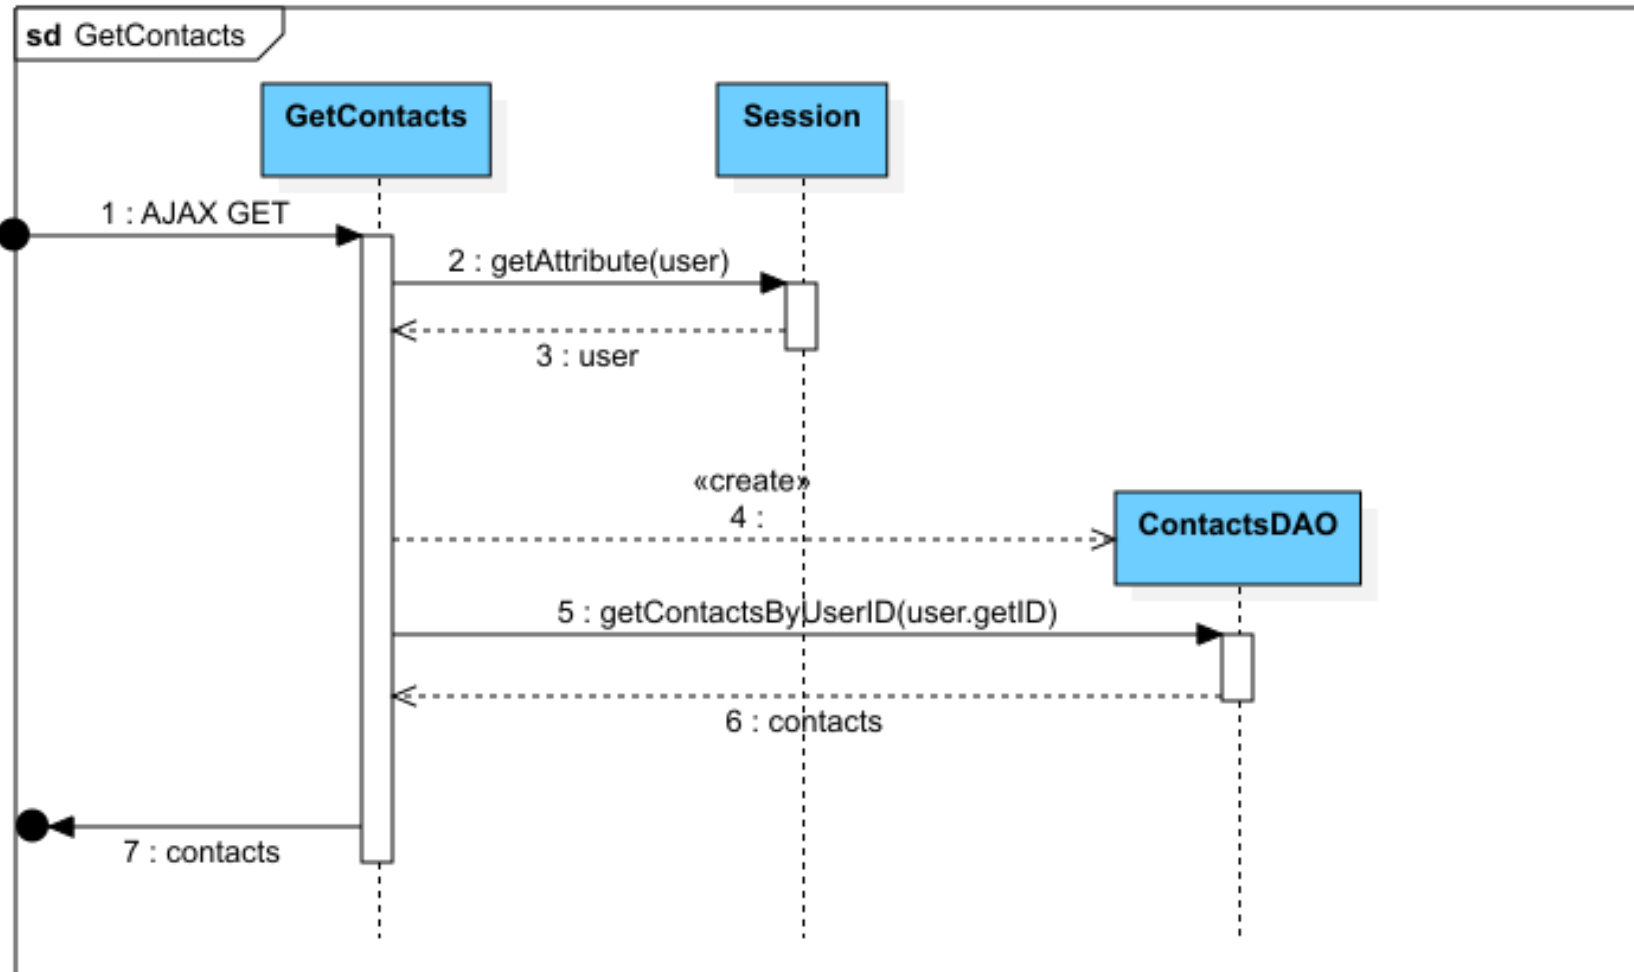 sd GetContacts
GetContacts
Session
1 : AJAX GET
2 : getAttribute(user)
3 : user
«create»
4 :
ContactsDAO
5 : getContactsByUserID(user.getID)
6 : contacts
7 : contacts